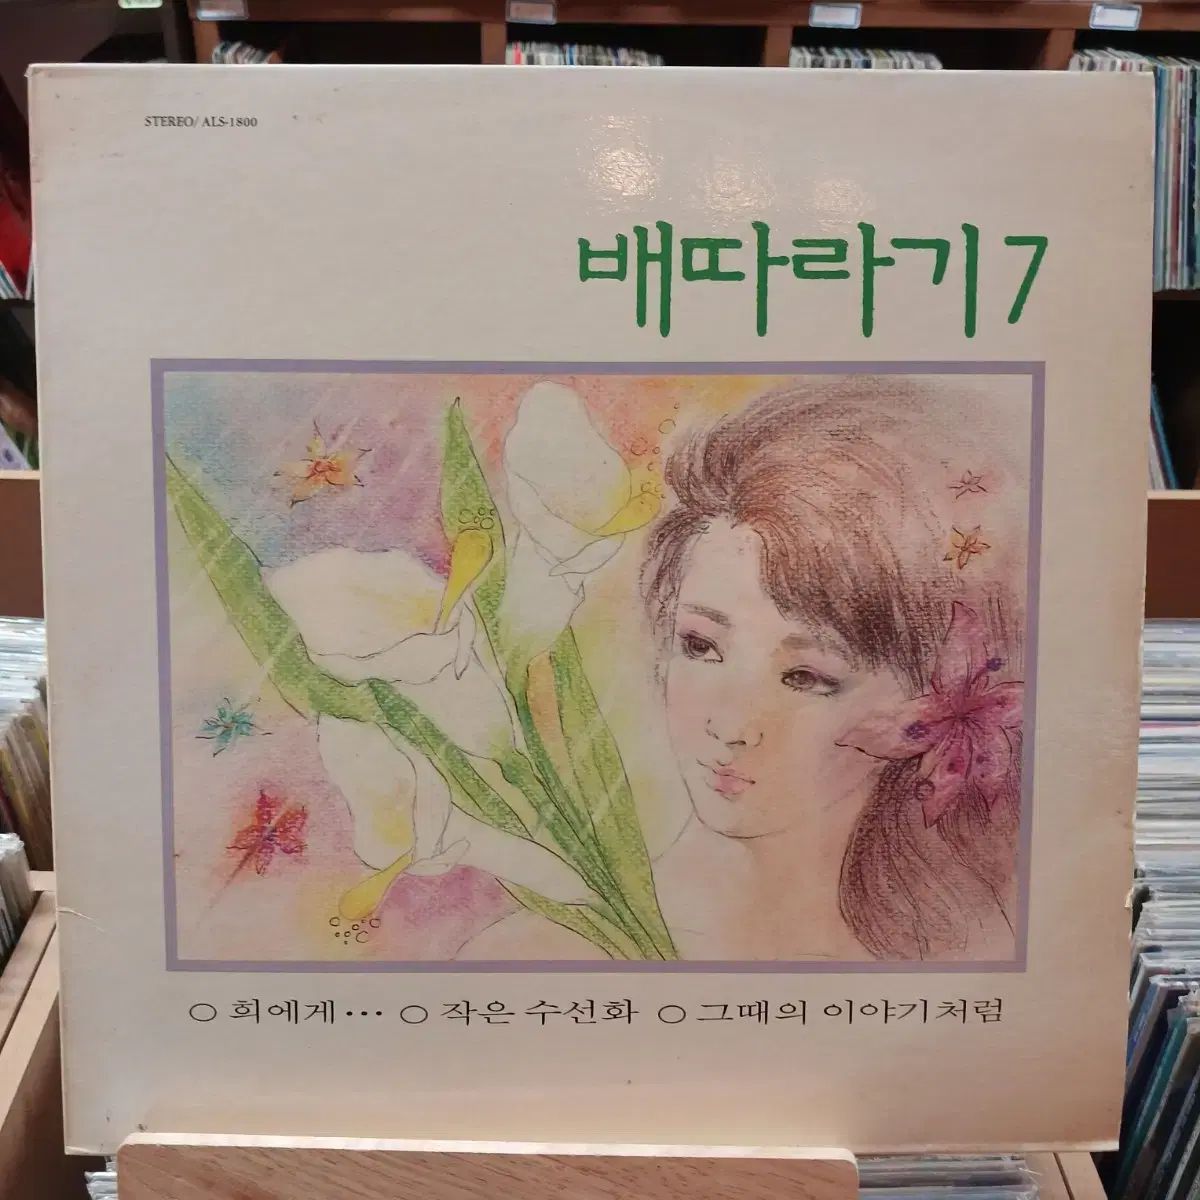 STEREO/ ALS-1800
배따라기 7
○ 희에게··· ○ 작은 수선화 ○ 그때의 이야기처럼